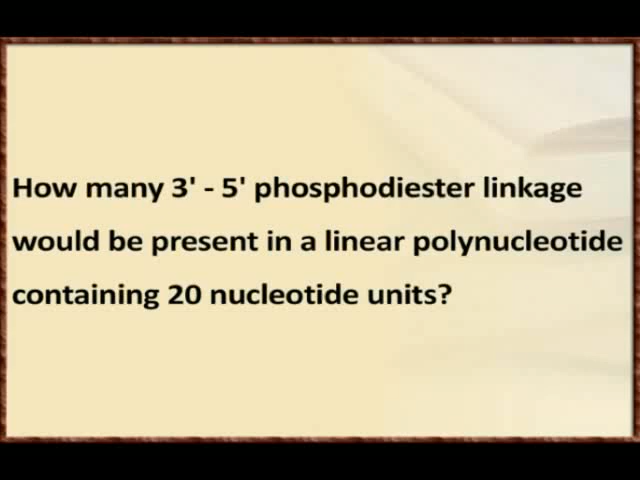 How many 3' - 5' phosphodiester linkage
would be present in a linear polynucleotide
containing 20 nucleotide units?